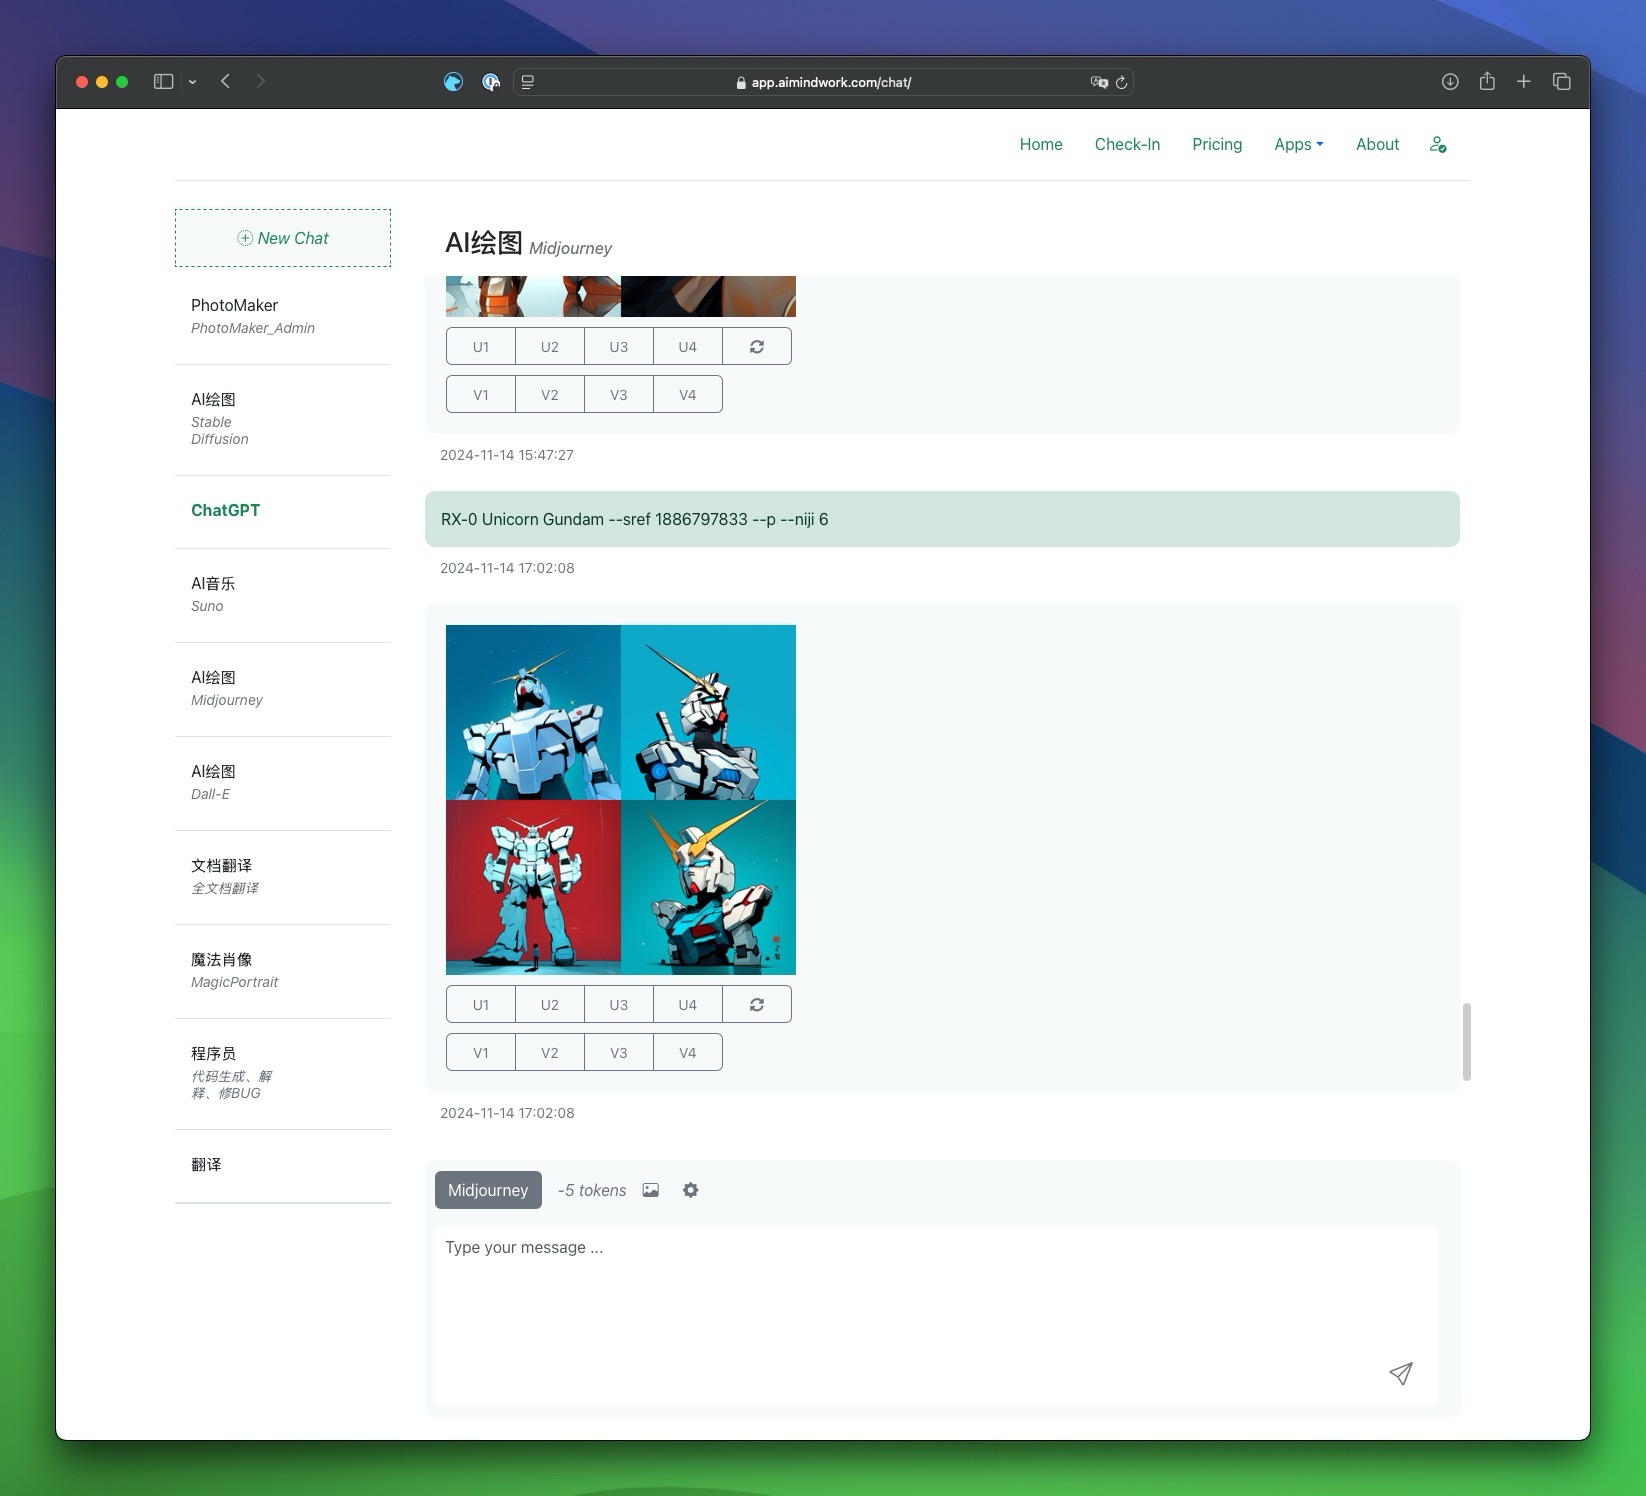 app.aimindwork.com/chat/
Home Check-In Pricing Apps About
New Chat
PhotoMaker
PhotoMaker_Admin
AI绘图
Stable
Diffusion
ChatGPT
AI音乐
Suno
AI绘图
Midjourney
AI绘图
Dall-E
文档翻译
全文档翻译
魔法肖像
MagicPortrait
程序员
代码生成、解
释、修BUG
翻译
AI绘图 Midjourney
U1 U2 U3 U4
V1 V2 V3 V4
2024-11-14 15:47:27
RX-0 Unicorn Gundam --sref 1886797833 --p --niji 6
2024-11-14 17:02:08
U1 U2 U3 U4
V1 V2 V3 V4
2024-11-14 17:02:08
Midjourney -5 tokens
Type your message ...